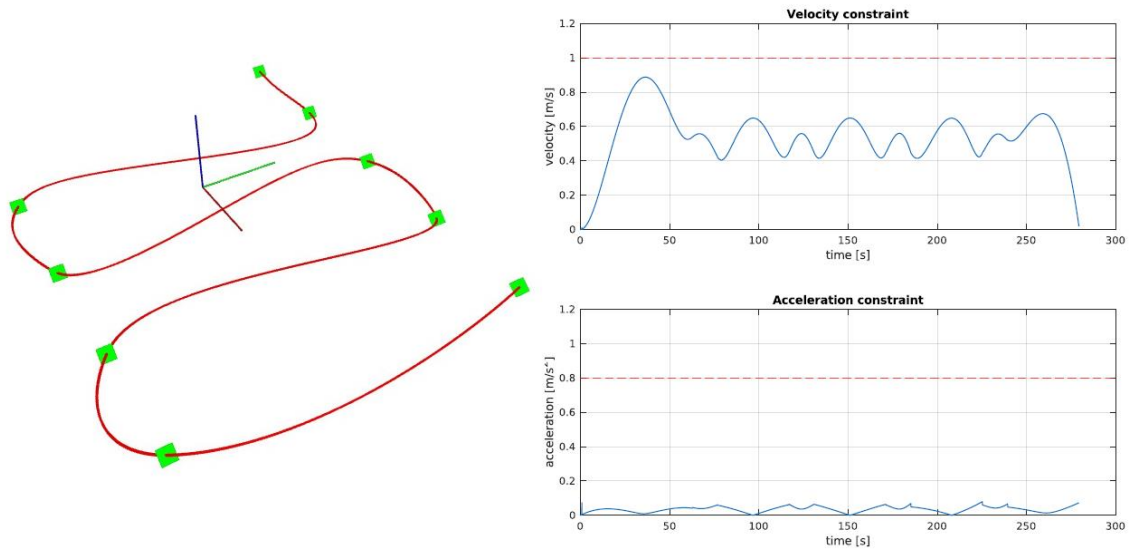 Velocity constraint
velocity [m/s]
1.2
1
0.8
0.6
0.4
0.2
0
0 50 100 150 200 250 300
time [s]
Acceleration constraint
acceleration [m/s^]
1.2
1
0.8
0.6
0.4
0.2
0
0 50 100 150 200 250 300
time [s]